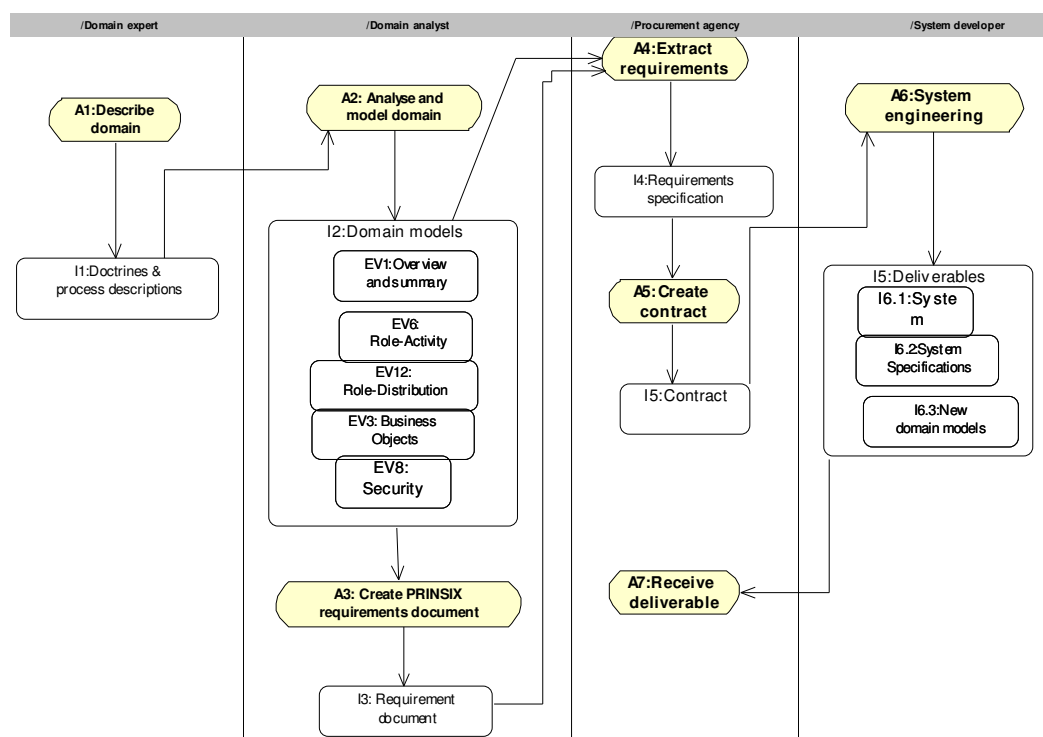 /Domain expert
/Domain analyst
/Procurement agency
/System developer
A1:Describe
domain
I1:Doctrines &
process descriptions
A2: Analyse and
model domain
I2:Domain models
EV1:Overview
and summary
EV6:
Role-Activity
EV12:
Role-Distribution
EV3: Business
Objects
EV8:
Security
A3: Create PRINSIX
requirements document
I3: Requirement
document
A4:Extract
requirements
I4:Requirements
specification
A5:Create
contract
I5:Contract
A7:Receive
deliverable
A6:System
engineering
I5:Deliverables
I6.1:Syste
m
I6.2:System
Specifications
I6.3:New
domain models